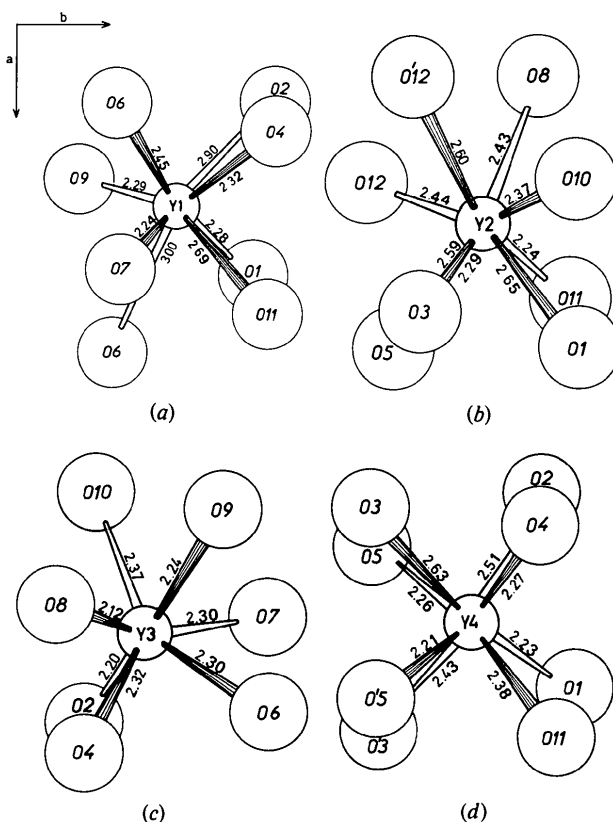 b
a
O6
O2
O4
2.45
2.90
2.32
O9
2.29
Y1
2.24
300
2.28
2.69
O7
O1
O11
O6
(a)
O'12
O8
2.60
2.43
O12
2.44
2.37
O10
Y2
2.59
2.29
2.24
2.65
O3
O11
O5
O1
(b)
O10
O9
2.37
2.24
O8
2.12
2.30
O7
Y3
2.20
2.32
2.30
O2
O6
O4
(c)
O3
O2
O4
O5
2.63
2.51
2.26
2.27
Y4
2.21
2.43
2.23
2.38
O'5
O1
O'3
O11
(d)